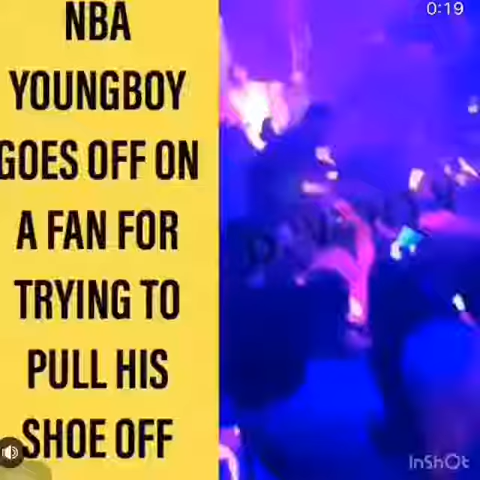 NBA
YOUNGBOY
GOES OFF ON
A FAN FOR
TRYING TO
PULL HIS
SHOE OFF
0:19
InShOt